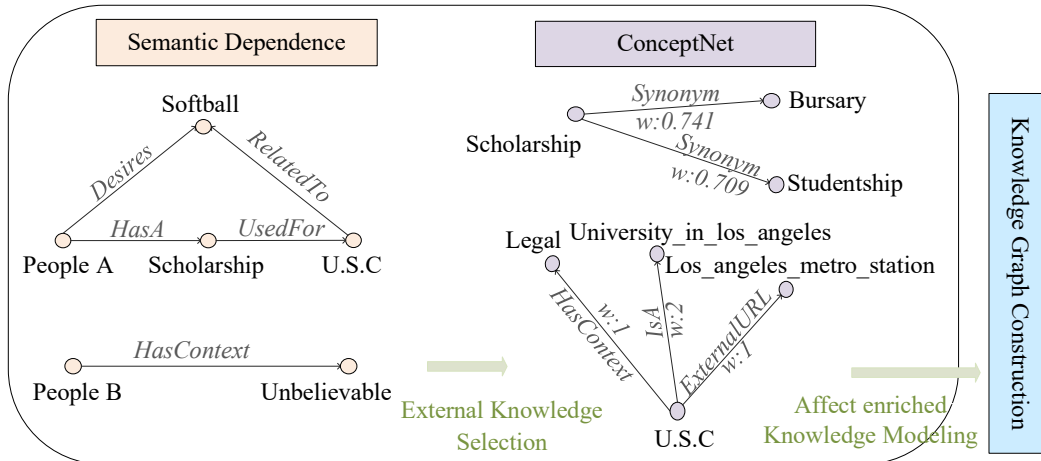 Semantic Dependence
Softball
Desires
RelatedTo
HasA
UsedFor
People A
Scholarship
U.S.C
HasContext
People B
Unbelievable
External Knowledge
Selection
ConceptNet
Synonym
w:0.741
Bursary
Scholarship
Synonym
w:0.709
Studentship
University_in_los_angeles
Legal
Los_angeles_metro_station
HasContext
w:1
IsA
w:2
ExternalURL
w:1
U.S.C
Affect enriched
Knowledge Modeling
Knowledge Graph Construction